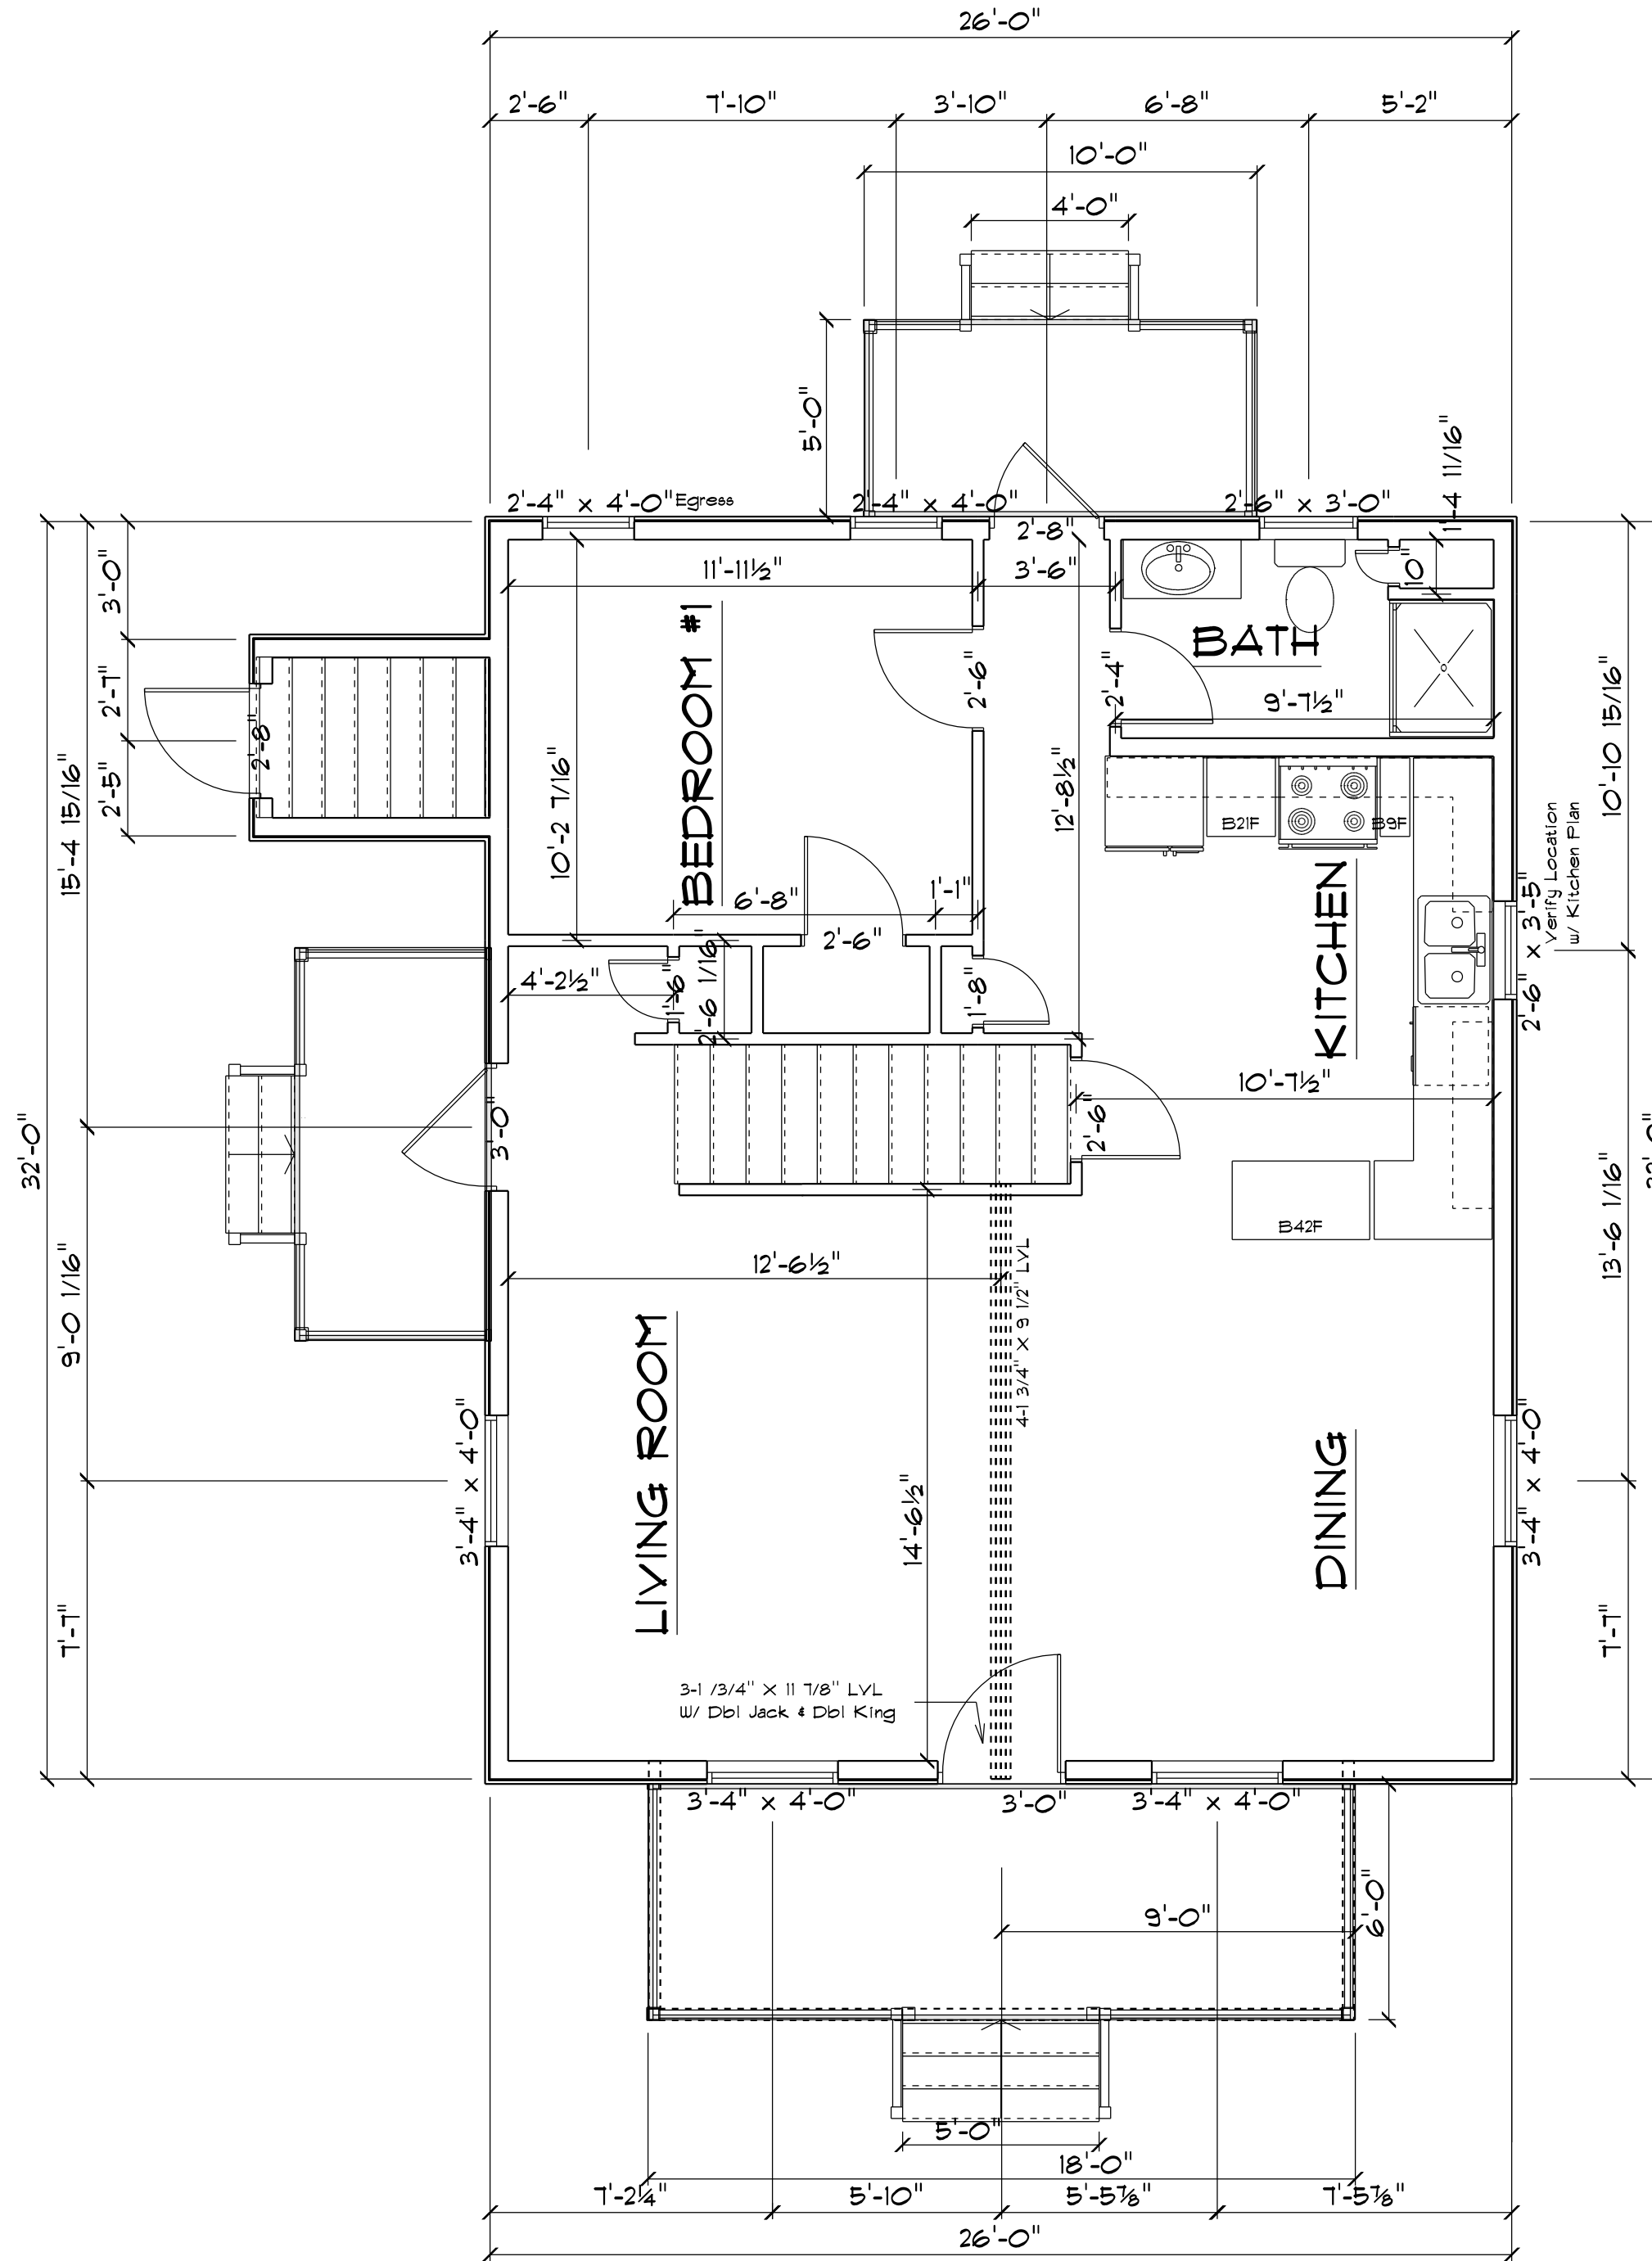 26'-0"
2'-6"
7'-10"
3'-10"
6'-8"
5'-2"
10'-0"
4'-0"
5'-0"
1'-4 11/16"
2'-4" x 4'-0" Egress
2'-4" x 4'-0"
2'-8"
2'-6" x 3'-0"
11'-11½"
3'-6"
10"
3'-0"
2'-7"
2'-5"
2'-8"
BEDROOM #1
BATH
2'-6"
2'-4"
9'-7½"
15'-4 15/16"
10'-2 7/16"
12'-8½"
10'-10 15/16"
B21F
B9F
KITCHEN
2'-6" x 3'-5"
Verify Location
w/ Kitchen Plan
6'-8"
1'-1"
2'-6"
4'-2½"
1'-6"
2'-6 1/16"
1'-8"
10'-7½"
2'-6"
3'-0"
32'-0"
B42F
13'-6 1/16"
12'-6½"
4-1 3/4" X 9 1/2" LVL
9'-0 1/16"
LIVING ROOM
DINING
3'-4" x 4'-0"
3'-4" x 4'-0"
14'-6½"
7'-7"
7'-7"
3-1 /3/4" X 11 7/8" LVL
W/ Dbl Jack & Dbl King
3'-4" x 4'-0"
3'-0"
3'-4" x 4'-0"
9'-0"
6'-0"
5'-0"
18'-0"
7'-2¼"
5'-10"
5'-5⅞"
7'-5⅞"
26'-0"